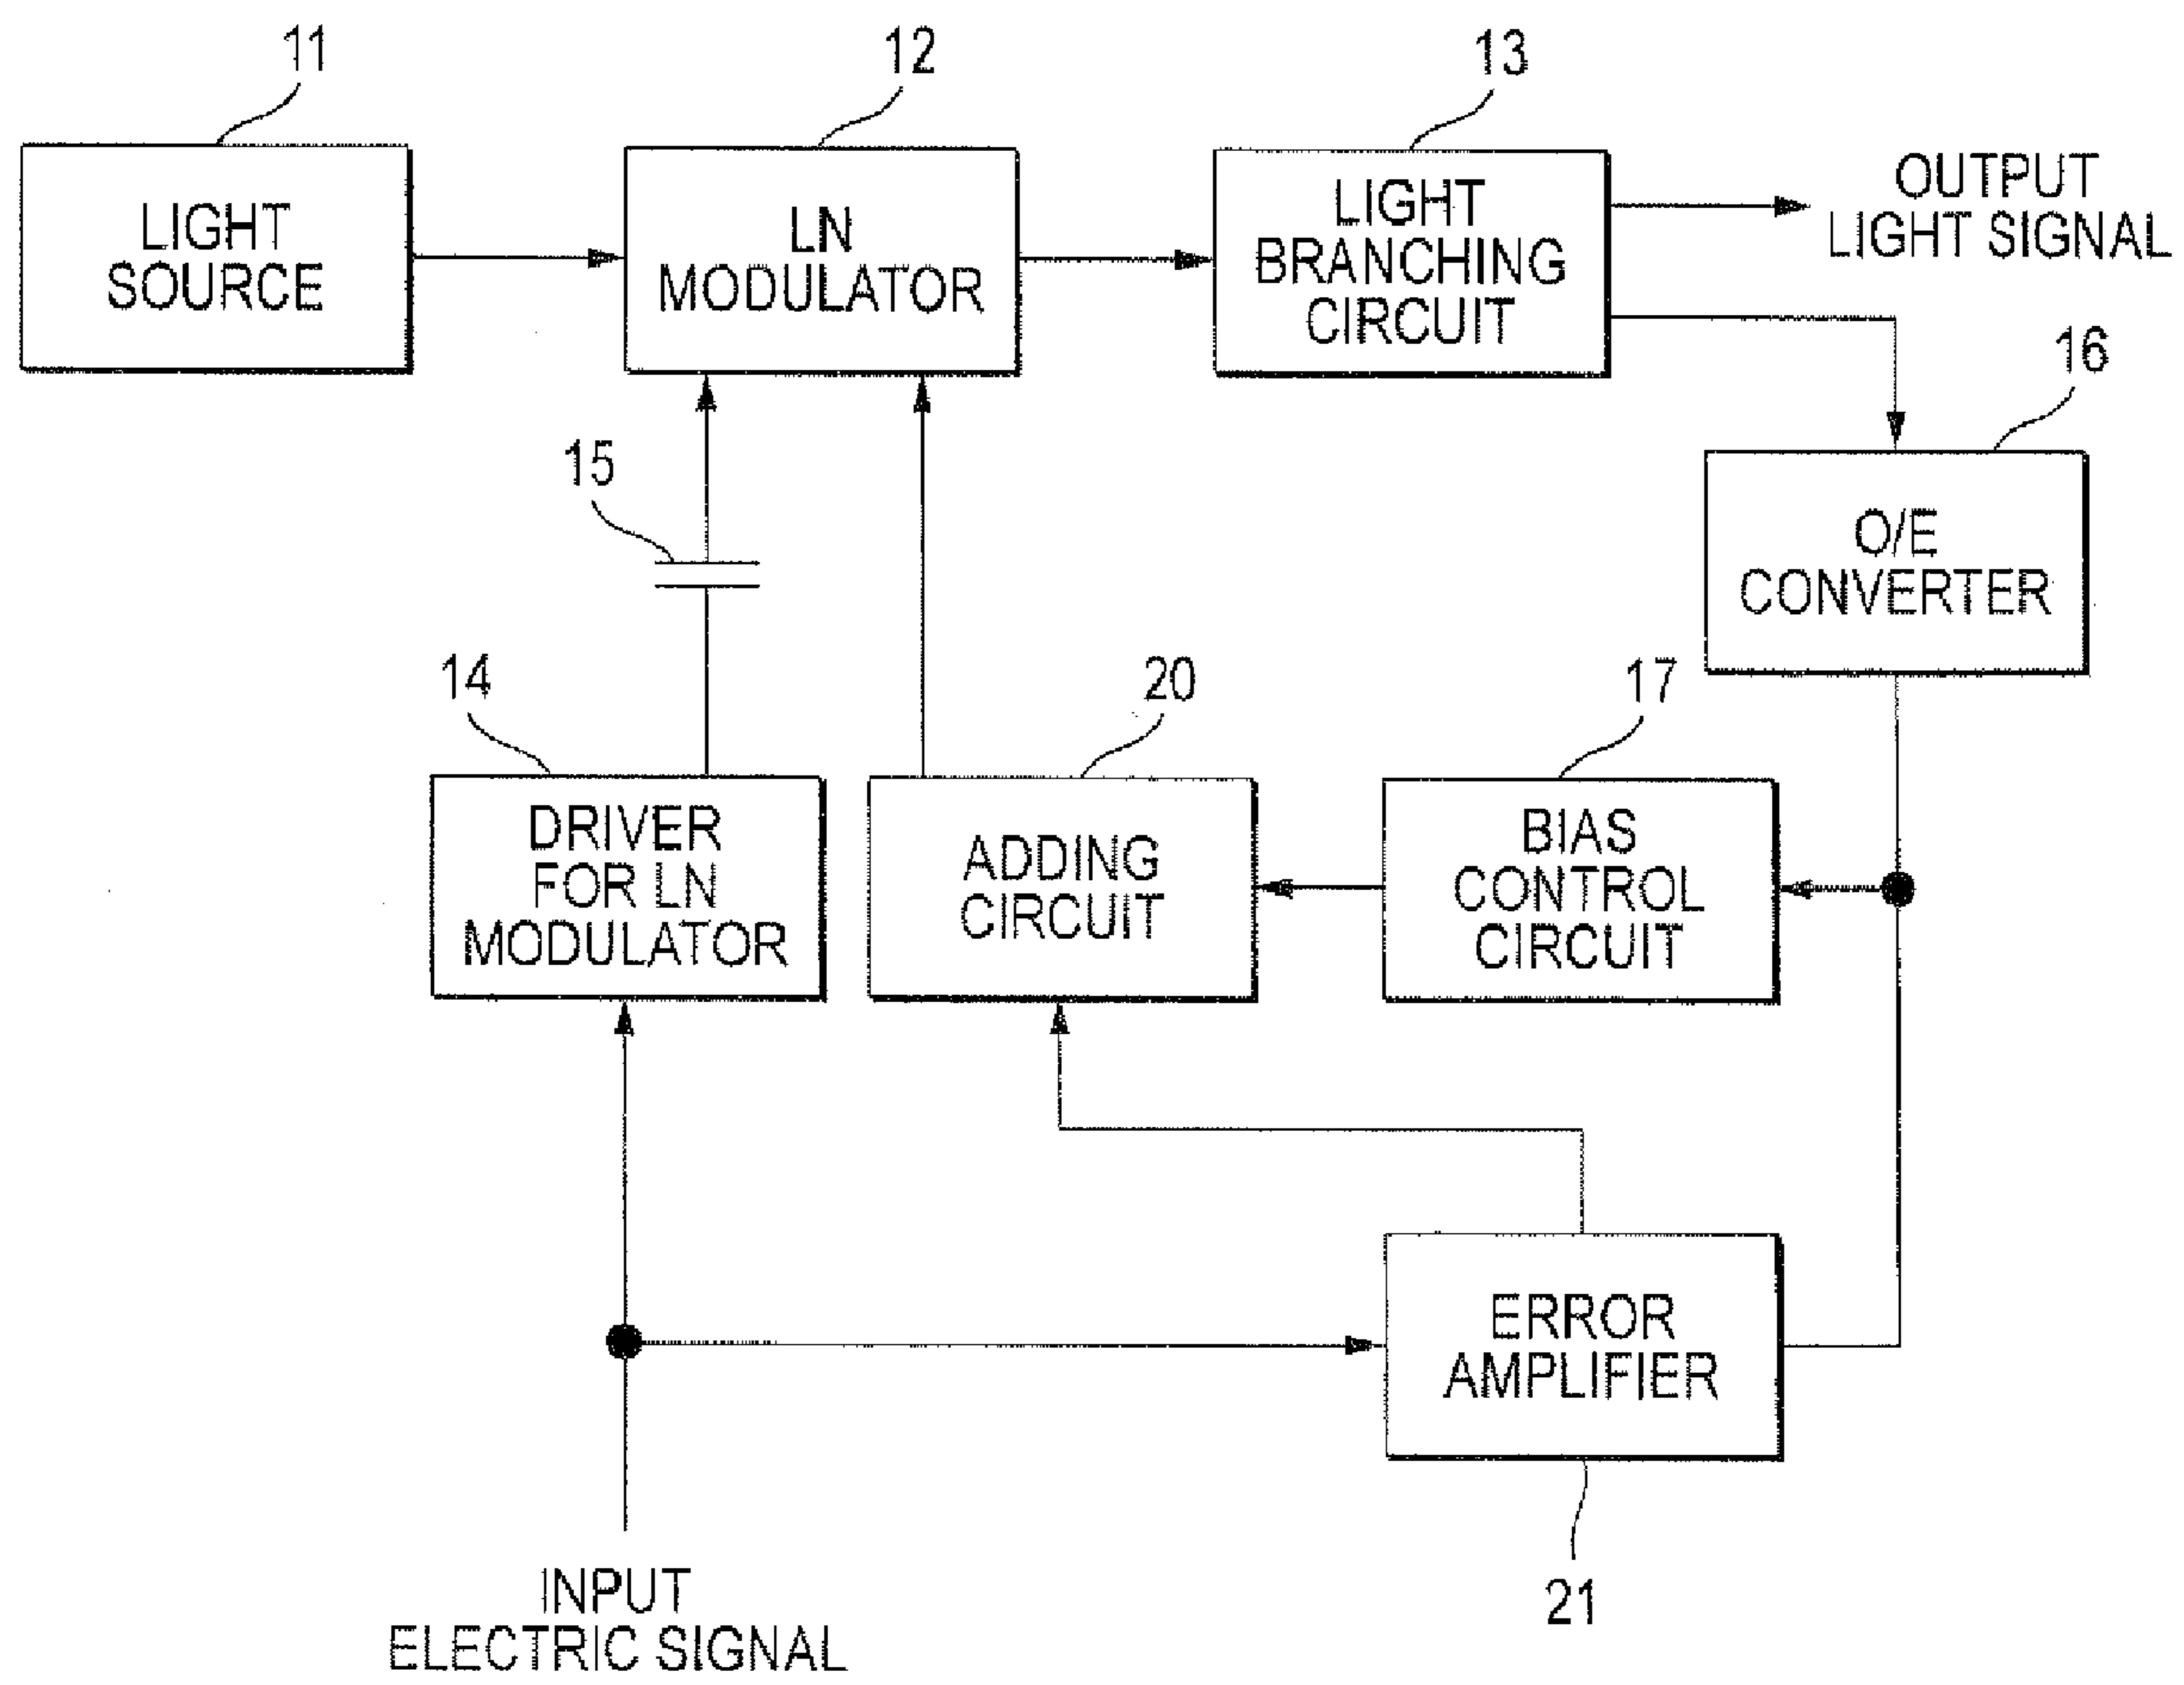 11
12
13
LIGHT
SOURCE
LN
MODULATOR
LIGHT
BRANCHING
CIRCUIT
OUTPUT
LIGHT SIGNAL
16
15
O/E
CONVERTER
14
20
17
DRIVER
FOR LN
MODULATOR
ADDING
CIRCUIT
BIAS
CONTROL
CIRCUIT
ERROR
AMPLIFIER
21
INPUT
ELECTRIC SIGNAL